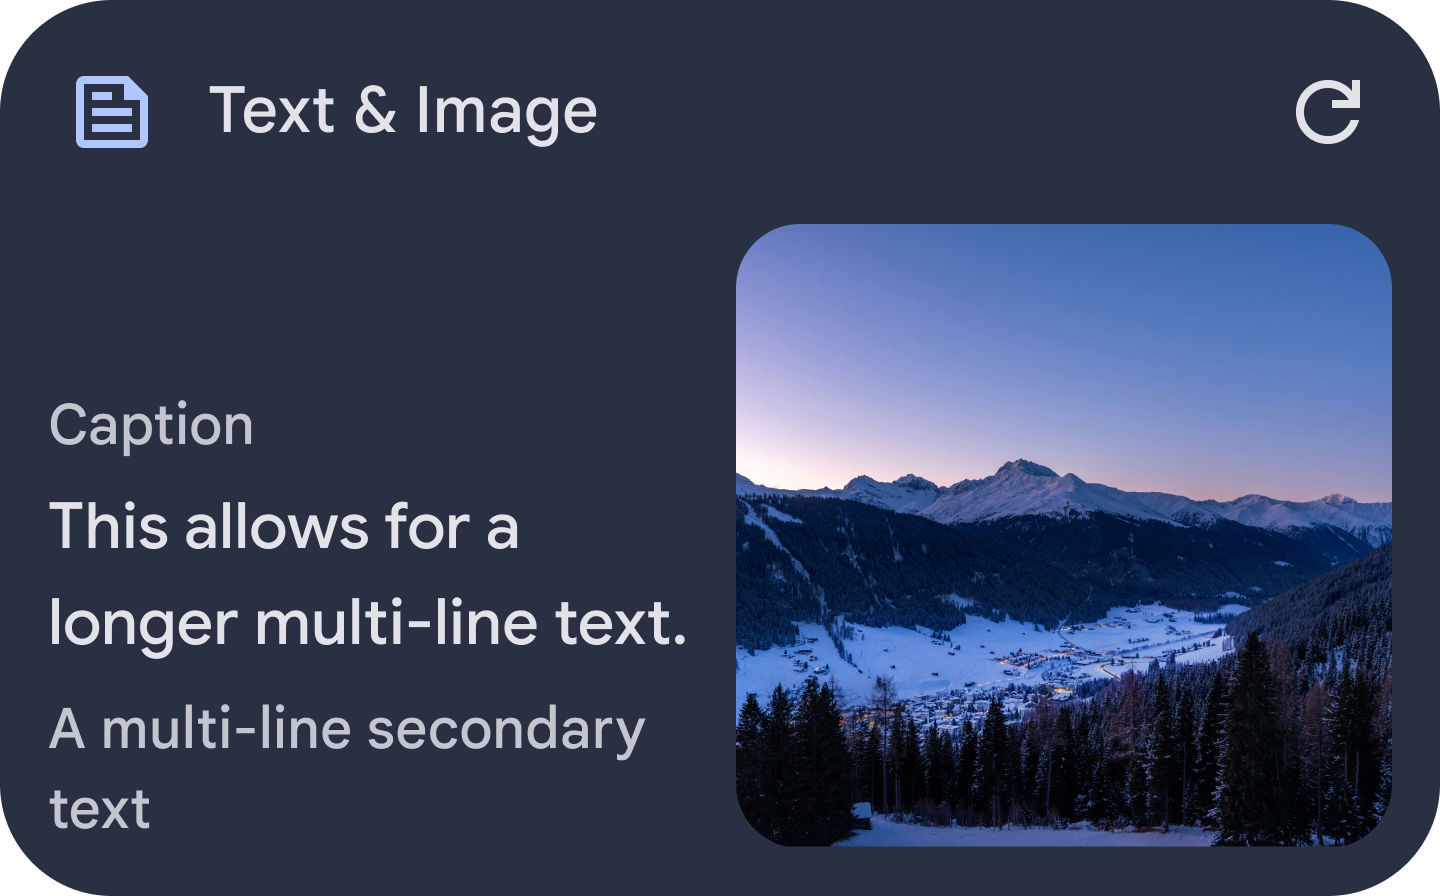 Text & Image
Caption
This allows for a
longer multi-line text.
A multi-line secondary
text